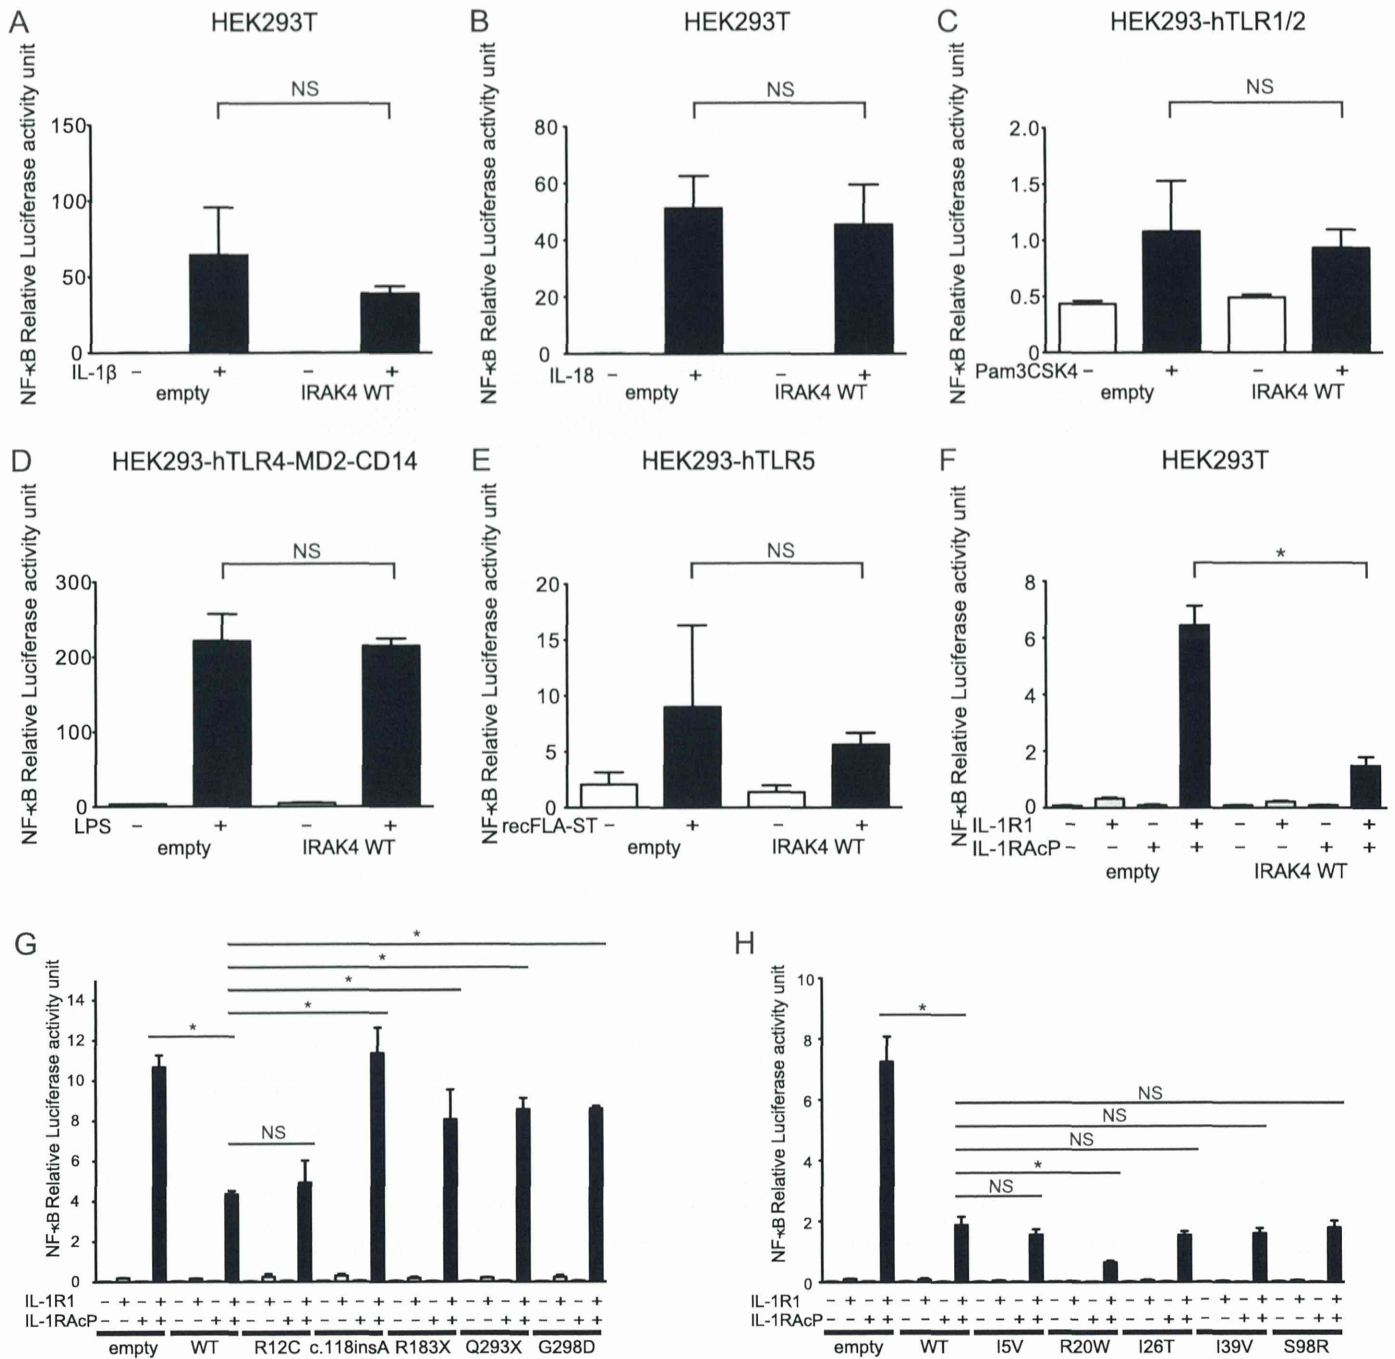 A
HEK293T
NF-κB Relative Luciferase activity unit
NS
150
100
50
0
IL-1β - + - +
empty IRAK4 WT
B
HEK293T
NF-κB Relative Luciferase activity unit
NS
80
60
40
20
0
IL-18 - + - +
empty IRAK4 WT
C
HEK293-hTLR1/2
NF-κB Relative Luciferase activity unit
NS
2.0
1.5
1.0
0.5
0
Pam3CSK4 - + - +
empty IRAK4 WT
D
HEK293-hTLR4-MD2-CD14
NF-κB Relative Luciferase activity unit
NS
300
200
100
0
LPS - + - +
empty IRAK4 WT
E
HEK293-hTLR5
NF-κB Relative Luciferase activity unit
NS
20
15
10
5
0
recFLA-ST - + - +
empty IRAK4 WT
F
HEK293T
NF-κB Relative Luciferase activity unit
*
8
6
4
2
0
IL-1R1 - + - + - + - +
IL-1RAcP - - + + - - + +
empty IRAK4 WT
G
NF-κB Relative Luciferase activity unit
*
*
*
*
*
NS
14
12
10
8
6
4
2
0
IL-1R1 - + - + - + - + - + - + - + - + - + - + - + - + - + - +
IL-1RAcP - - + + - - + + - - + + - - + + - - + + - - + + - - + +
empty WT R12C c.118insA R183X Q293X G298D
H
NF-κB Relative Luciferase activity unit
*
NS
NS
NS
*
NS
10
8
6
4
2
0
IL-1R1 - + - + - + - + - + - + - + - + - + - + - + - + - + - +
IL-1RAcP - - + + - - + + - - + + - - + + - - + + - - + + - - + +
empty WT I5V R20W I26T I39V S98R